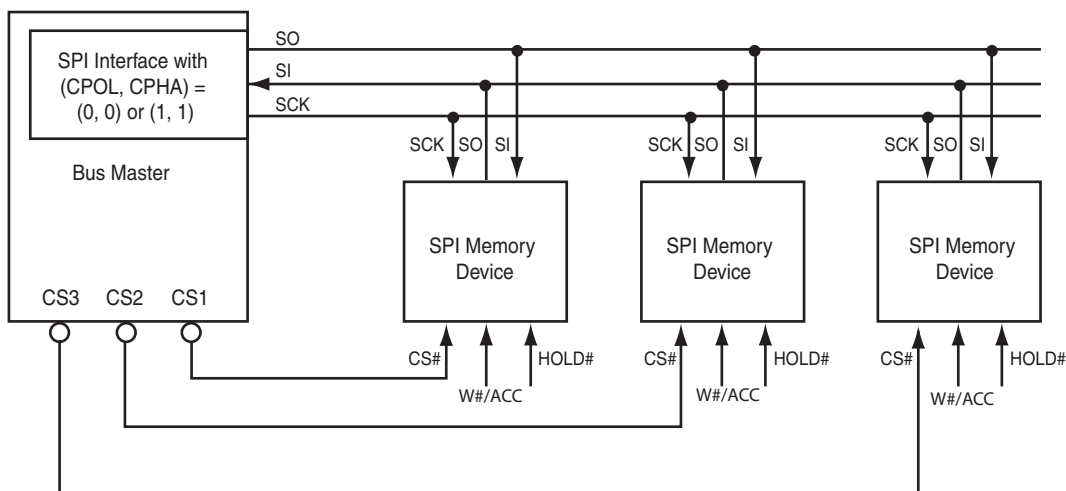 SPI Interface with
(CPOL, CPHA) =
(0, 0) or (1, 1)
Bus Master
SO
SI
SCK
SCK SO SI
SCK SO SI
SCK SO SI
SPI Memory
Device
SPI Memory
Device
SPI Memory
Device
CS3 CS2 CS1
CS#
W#/ACC
HOLD#
CS#
W#/ACC
HOLD#
CS#
W#/ACC
HOLD#